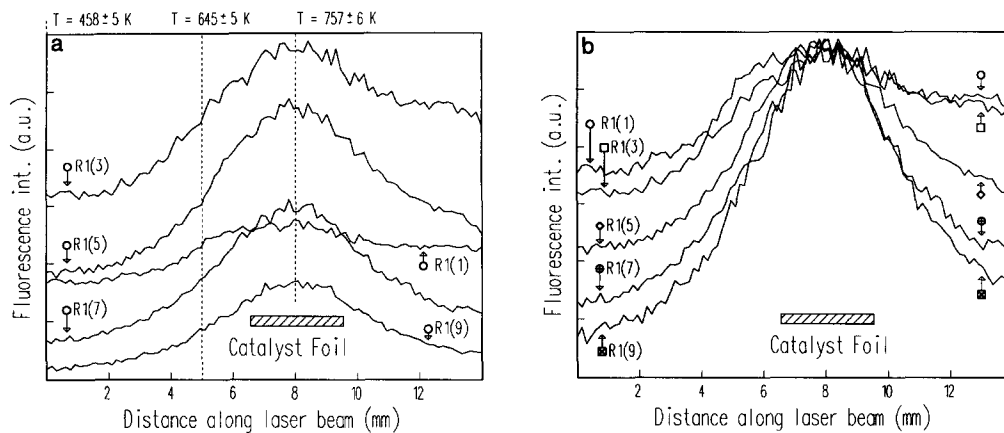 T = 458 ± 5 K T = 645 ± 5 K T = 757 ± 6 K
a
Fluorescence int. (a.u.)
R1(3)
R1(5)
R1(1)
R1(7)
R1(9)
Catalyst Foil
2 4 6 8 10 12
Distance along laser beam (mm)
b
Fluorescence int. (a.u.)
R1(1)
R1(3)
R1(5)
R1(7)
R1(9)
Catalyst Foil
2 4 6 8 10 12
Distance along laser beam (mm)